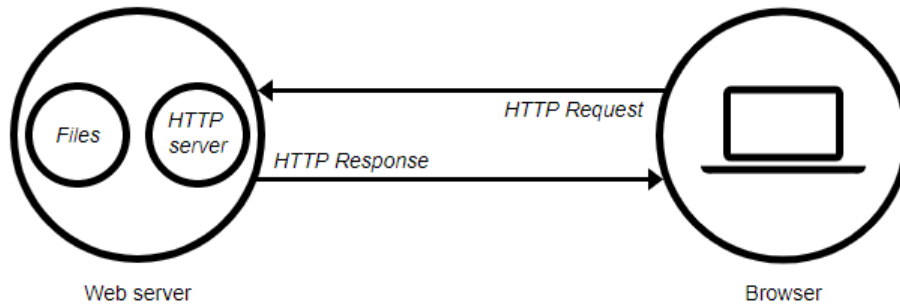 Files
HTTP
server
HTTP Request
HTTP Response
Web server
Browser